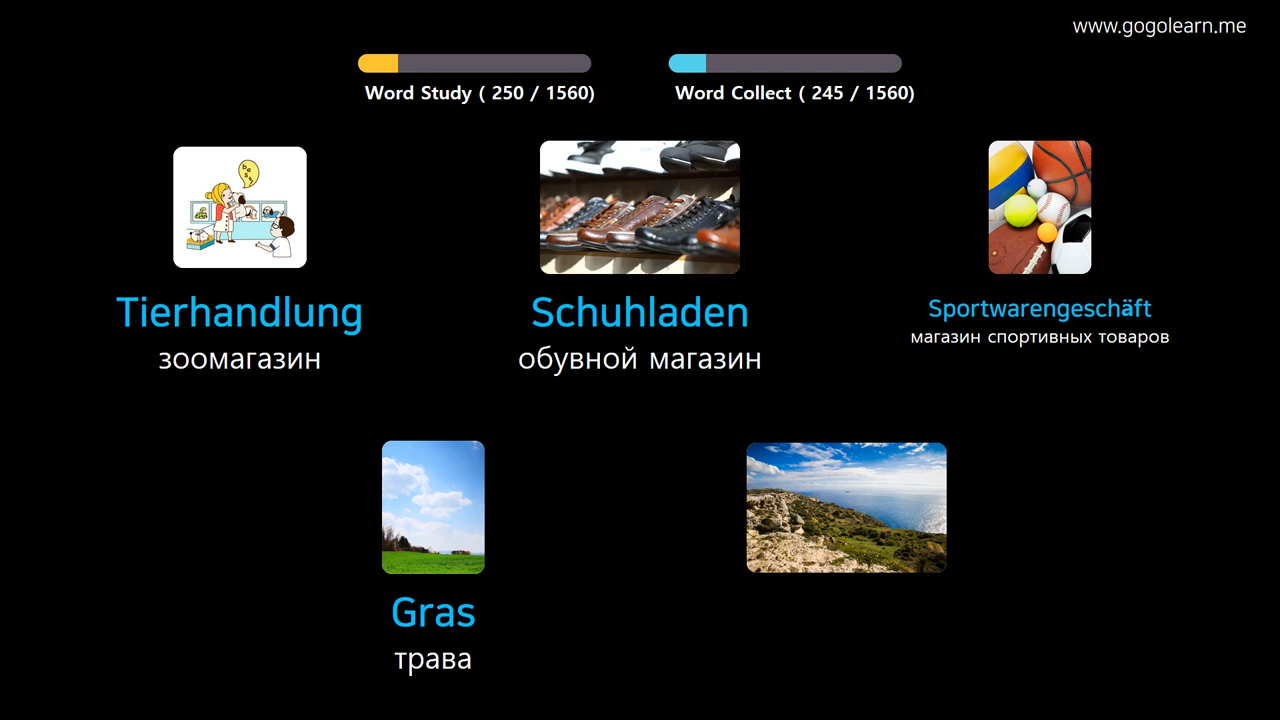 www.gogolearn.me
Word Study ( 250 / 1560)
Word Collect ( 245 / 1560)
Tierhandlung
зоомагазин
Schuhladen
обувной магазин
Sportwarengeschäft
магазин спортивных товаров
Gras
трава